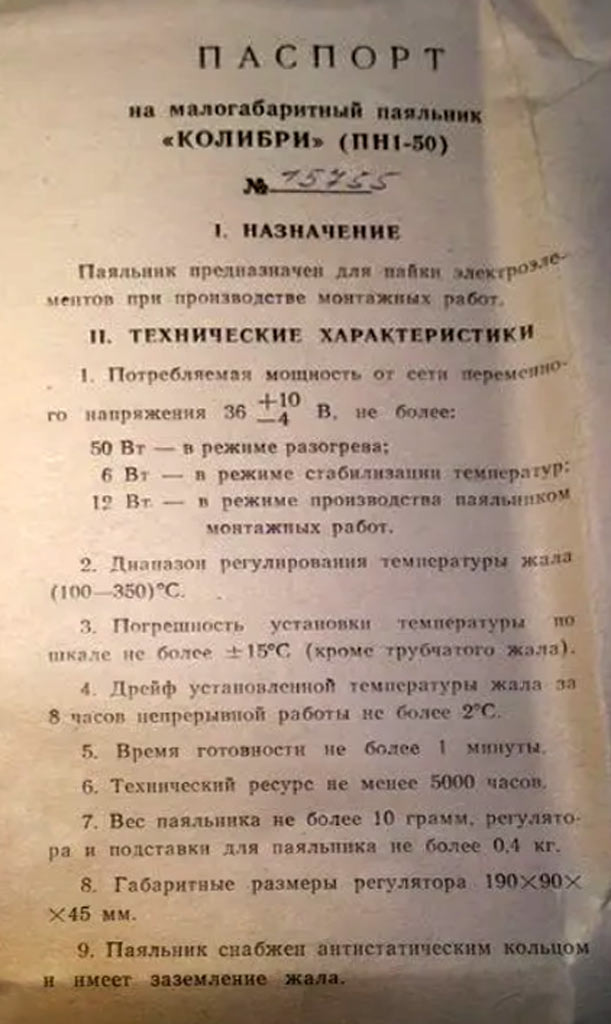 ПАСПОРТ
на малогабаритный паяльник
«КОЛИБРИ» (ПН1-50)
№ 15755
I. НАЗНАЧЕНИЕ
Паяльник предназначен для пайки электроэле-
ментов при производстве монтажных работ.
II. ТЕХНИЧЕСКИЕ ХАРАКТЕРИСТИКИ
1. Потребляемая мощность от сети переменно-
го напряжения 36 +10 −4 В, не более:
50 Вт — в режиме разогрева;
6 Вт — в режиме стабилизации температур;
12 Вт — в режиме производства паяльником
монтажных работ.
2. Диапазон регулирования температуры жала
(100—350)°С.
3. Погрешность установки температуры по
шкале не более ±15°С (кроме трубчатого жала).
4. Дрейф установленной температуры жала за
8 часов непрерывной работы не более 2°С.
5. Время готовности не более 1 минуты.
6. Технический ресурс не менее 5000 часов.
7. Вес паяльника не более 10 грамм, регулято-
ра и подставки для паяльника не более 0,4 кг.
8. Габаритные размеры регулятора 190×90×
×45 мм.
9. Паяльник снабжен антистатическим кольцом
и имеет заземление жала.